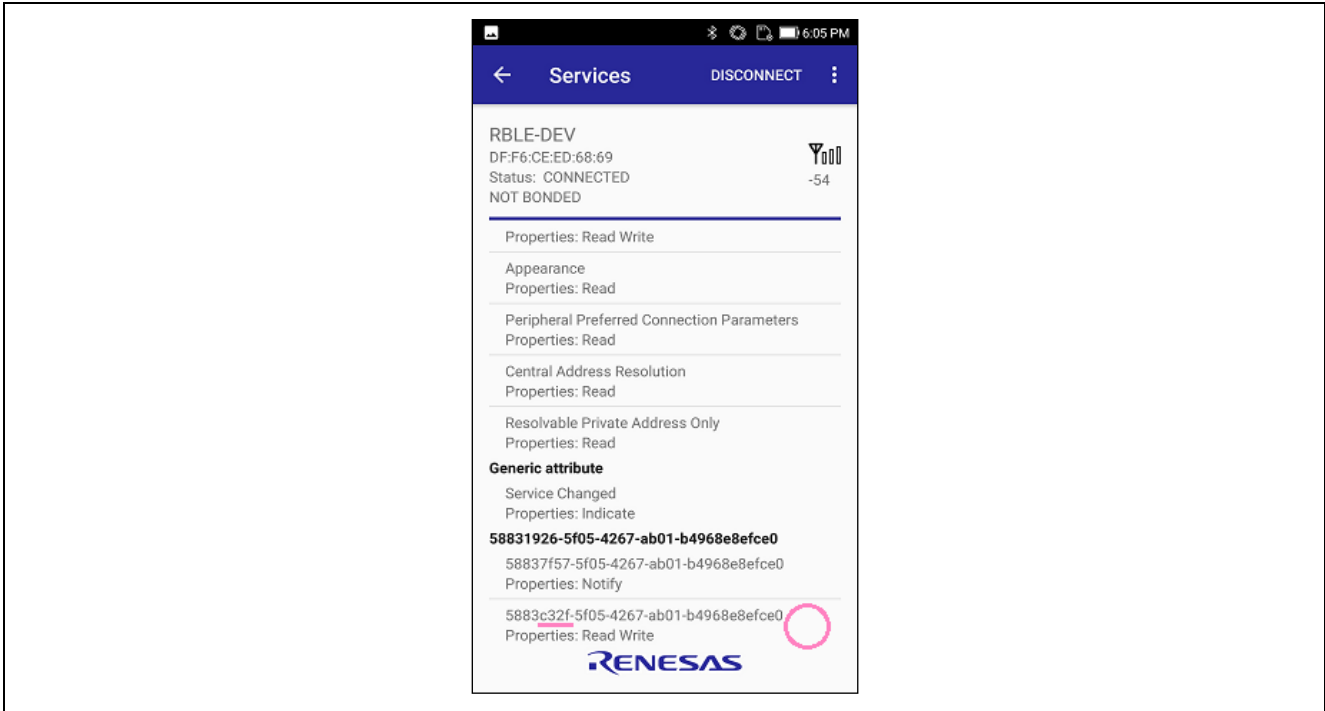 6:05 PM
Services DISCONNECT
RBLE-DEV
DF:F6:CE:ED:68:69
Status: CONNECTED
-54
NOT BONDED
Properties: Read Write
Appearance
Properties: Read
Peripheral Preferred Connection Parameters
Properties: Read
Central Address Resolution
Properties: Read
Resolvable Private Address Only
Properties: Read
Generic attribute
Service Changed
Properties: Indicate
58831926-5f05-4267-ab01-b4968e8efce0
58837f57-5f05-4267-ab01-b4968e8efce0
Properties: Notify
5883c32f-5f05-4267-ab01-b4968e8efce0
Properties: Read Write
RENESAS